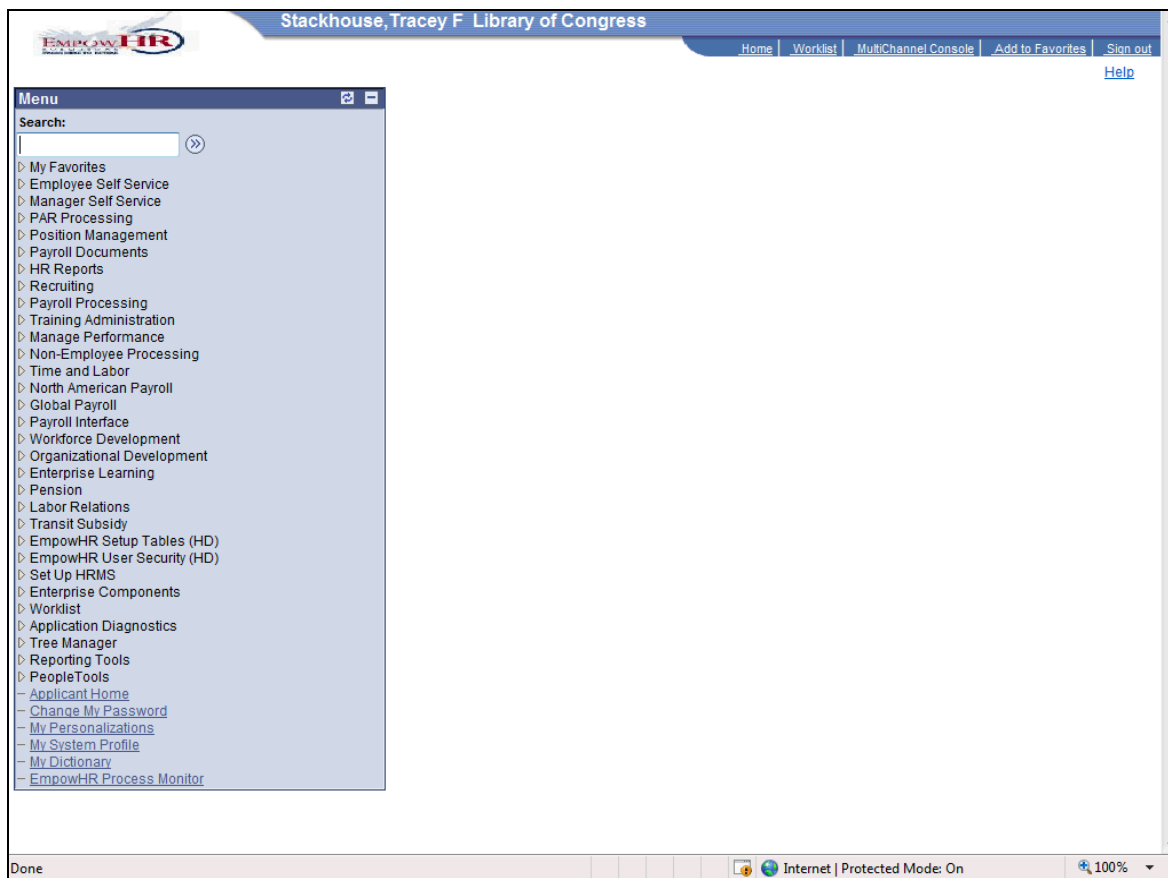 Stackhouse,Tracey F Library of Congress
EMPOWHR
Home Worklist MultiChannel Console Add to Favorites Sign out
Help
Menu
Search:
My Favorites
Employee Self Service
Manager Self Service
PAR Processing
Position Management
Payroll Documents
HR Reports
Recruiting
Payroll Processing
Training Administration
Manage Performance
Non-Employee Processing
Time and Labor
North American Payroll
Global Payroll
Payroll Interface
Workforce Development
Organizational Development
Enterprise Learning
Pension
Labor Relations
Transit Subsidy
EmpowHR Setup Tables (HD)
EmpowHR User Security (HD)
Set Up HRMS
Enterprise Components
Worklist
Application Diagnostics
Tree Manager
Reporting Tools
PeopleTools
Applicant Home
Change My Password
My Personalizations
My System Profile
My Dictionary
EmpowHR Process Monitor
Done Internet | Protected Mode: On 100%